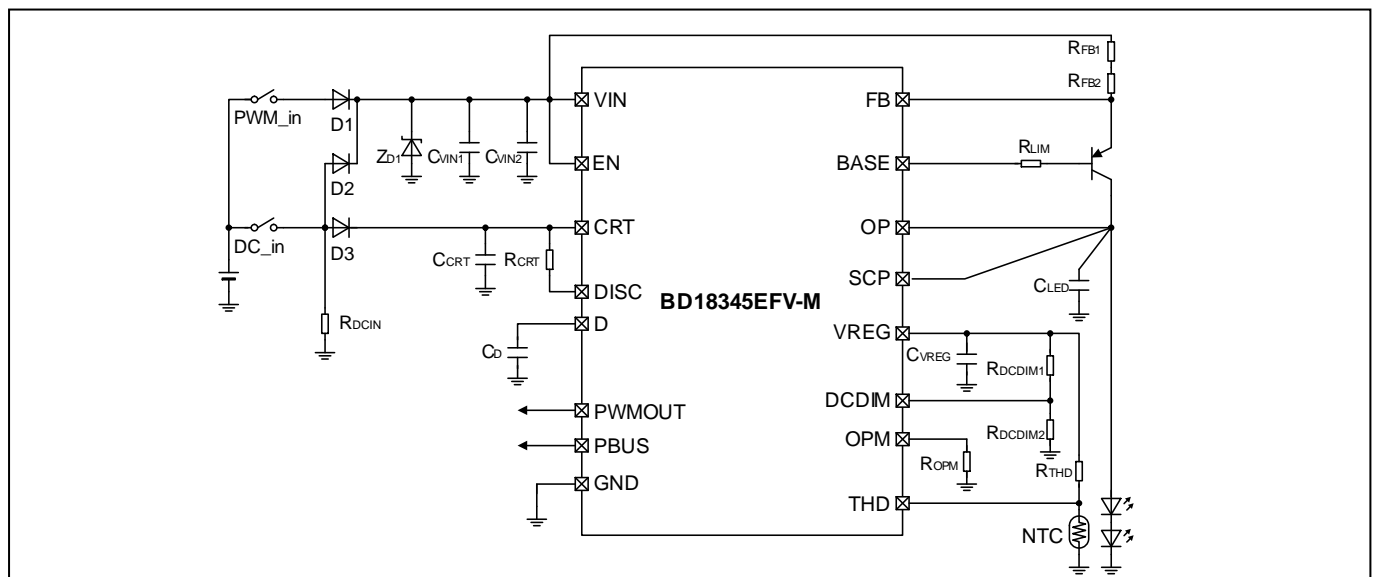 RFB1
RFB2
PWM_in
D1
ZD1
CVIN1
CVIN2
VIN
FB
D2
EN
BASE
RLIM
DC_in
D3
CCRT
RCRT
CRT
OP
RDCIN
DISC
SCP
CLED
BD18345EFV-M
CD
D
VREG
CVREG
RDCDIM1
DCDIM
RDCDIM2
PWMOUT
PBUS
OPM
ROPM
RTHD
GND
THD
NTC